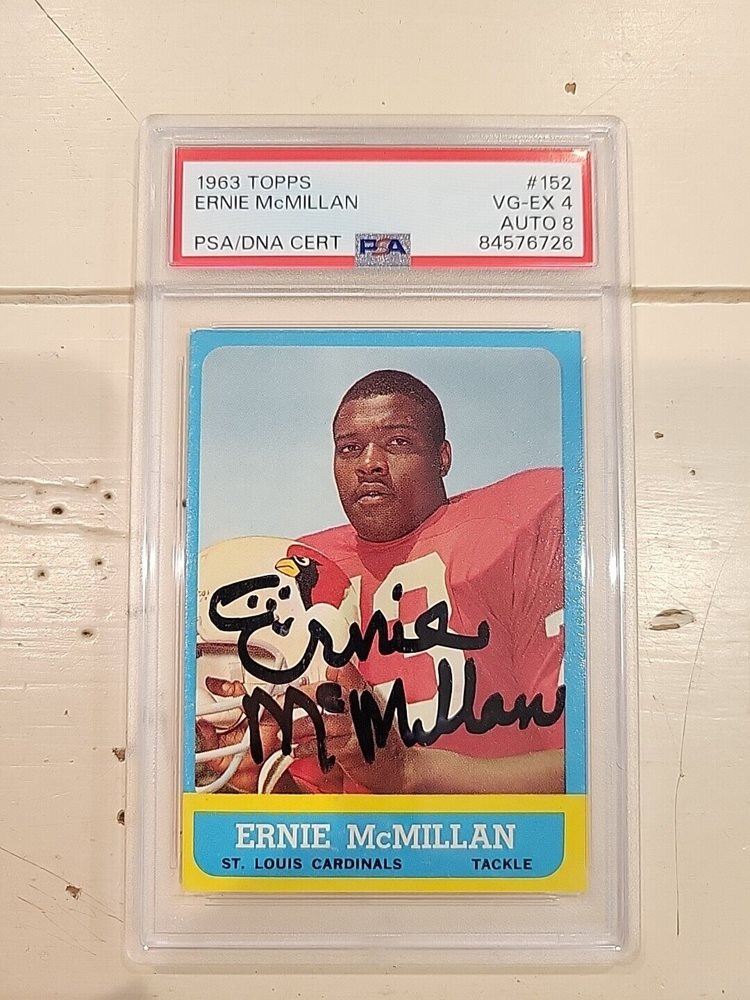 1963 TOPPS #152
ERNIE McMILLAN VG-EX 4
AUTO 8
PSA/DNA CERT PSA 84576726
Ernie
McMillan
ERNIE McMILLAN
ST. LOUIS CARDINALS TACKLE